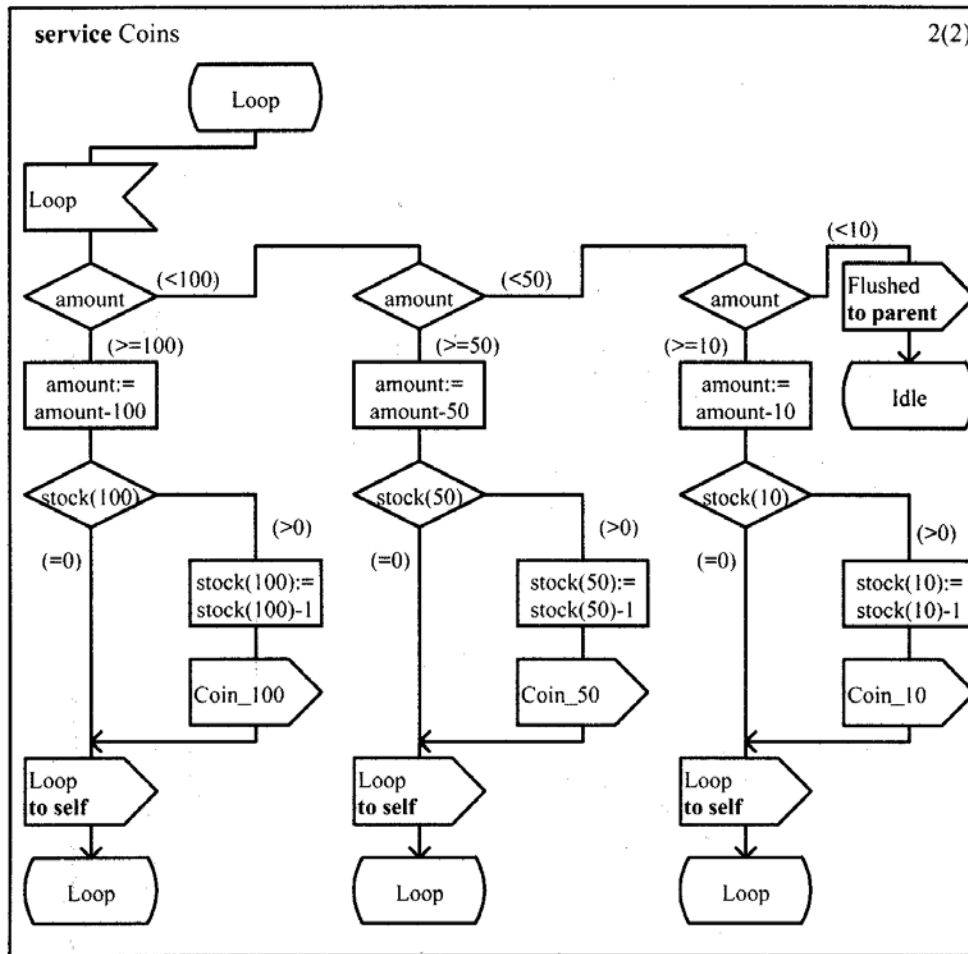 service Coins 2(2)
Loop
Loop
amount
(<100)
amount
(<50)
amount
(<10)
Flushed
to parent
Idle
(>=100)
amount:=
amount-100
(>=50)
amount:=
amount-50
(>=10)
amount:=
amount-10
stock(100)
(=0)
(>0)
stock(100):=
stock(100)-1
Coin_100
stock(50)
(=0)
(>0)
stock(50):=
stock(50)-1
Coin_50
stock(10)
(=0)
(>0)
stock(10):=
stock(10)-1
Coin_10
Loop
to self
Loop
to self
Loop
to self
Loop
Loop
Loop